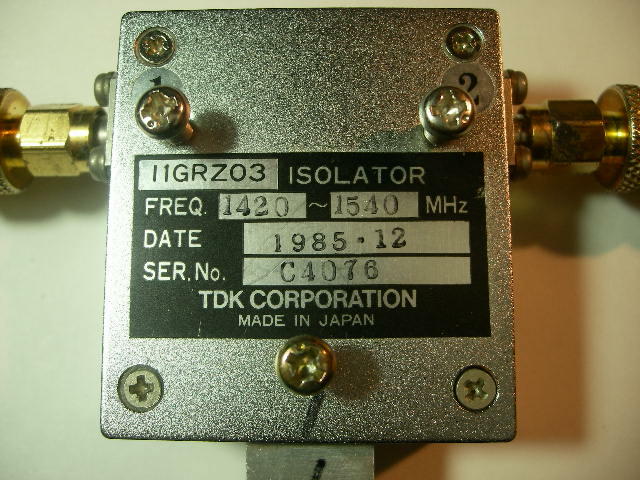 1 2
11GRZ03 ISOLATOR
FREQ. 1420 ~ 1540 MHz
DATE 1985·12
SER. No. C4076
TDK CORPORATION
MADE IN JAPAN